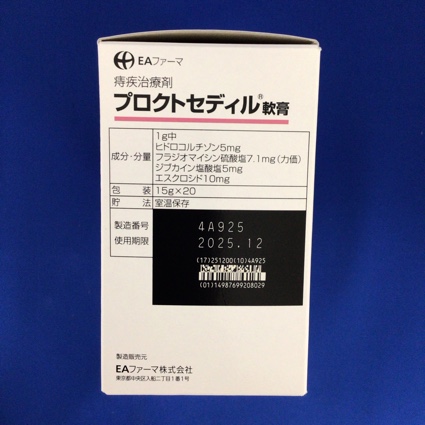 EAファーマ
痔疾治療剤
プロクトセディル®軟膏
成分・分量
1g中
ヒドロコルチゾン5mg
フラジオマイシン硫酸塩7.1mg(力価)
ジブカイン塩酸塩5mg
エスクロシド10mg
包 装 15g×20
貯 法 室温保存
製造番号 4A925
使用期限 2025.12
(17)251200(10)4A925
(01)14987699208029
製造販売元
EAファーマ株式会社
東京都中央区入船二丁目1番1号